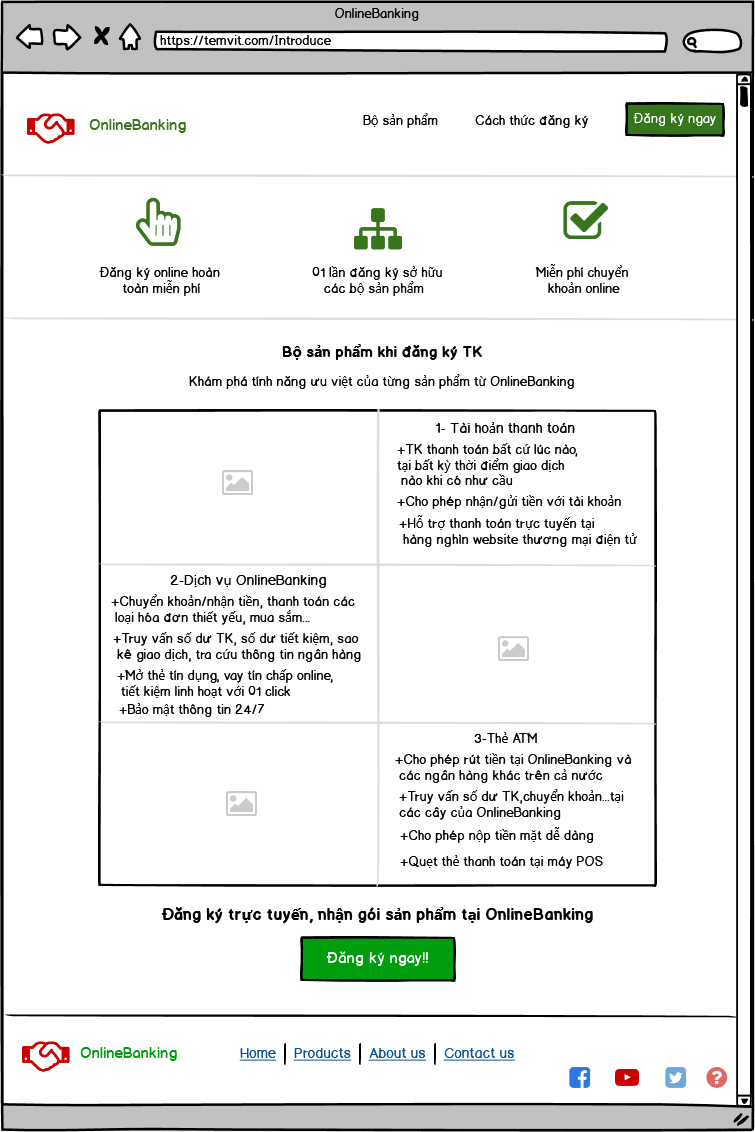 OnlineBanking
https://temvit.com/Introduce
OnlineBanking
Bộ sản phẩm
Cách thức đăng ký
Đăng ký ngay
Đăng ký online hoàn
toàn miễn phí
01 lần đăng ký sở hữu
các bộ sản phẩm
Miễn phí chuyển
khoản online
Bộ sản phẩm khi đăng ký TK
Khám phá tính năng ưu việt của từng sản phẩm từ OnlineBanking
1- Tài hoản thanh toán
+TK thanh toán bất cứ lúc nào,
tại bất kỳ thời điểm giao dịch
nào khi có như cầu
+Cho phép nhận/gửi tiền với tài khoản
+Hỗ trợ thanh toán trực tuyến tại
hàng nghìn website thương mại điện tử
2-Dịch vụ OnlineBanking
+Chuyển khoản/nhận tiền, thanh toán các
loại hóa đơn thiết yếu, mua sắm...
+Truy vấn số dư TK, số dư tiết kiệm, sao
kê giao dịch, tra cứu thông tin ngân hàng
+Mở thẻ tín dụng, vay tín chấp online,
tiết kiệm linh hoạt với 01 click
+Bảo mật thông tin 24/7
3-Thẻ ATM
+Cho phép rút tiền tại OnlineBanking và
các ngân hàng khác trên cả nước
+Truy vấn số dư TK,chuyển khoản...tại
các cây của OnlineBanking
+Cho phép nộp tiền mặt dễ dàng
+Quẹt thẻ thanh toán tại máy POS
Đăng ký trực tuyến, nhận gói sản phẩm tại OnlineBanking
Đăng ký ngay!!
OnlineBanking
Home | Products | About us | Contact us